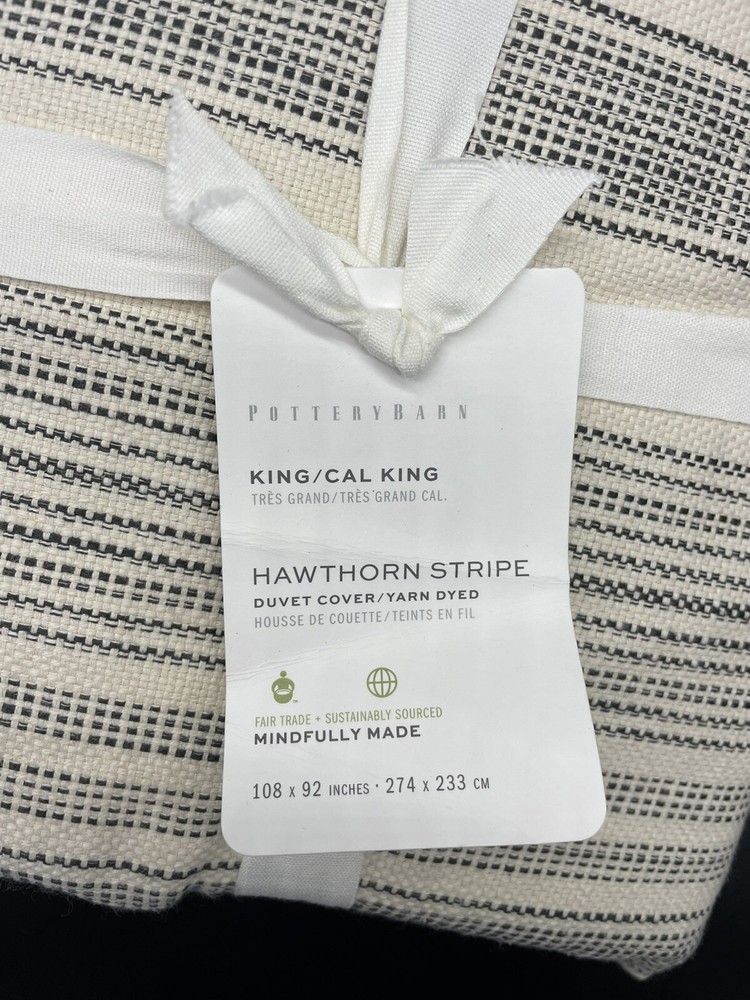 POTTERYBARN
KING/CAL KING
TRÈS GRAND/TRÈS GRAND CAL.
HAWTHORN STRIPE
DUVET COVER/YARN DYED
HOUSSE DE COUETTE/TEINTS EN FIL
FAIR TRADE + SUSTAINABLY SOURCED
MINDFULLY MADE
108 x 92 INCHES · 274 x 233 CM